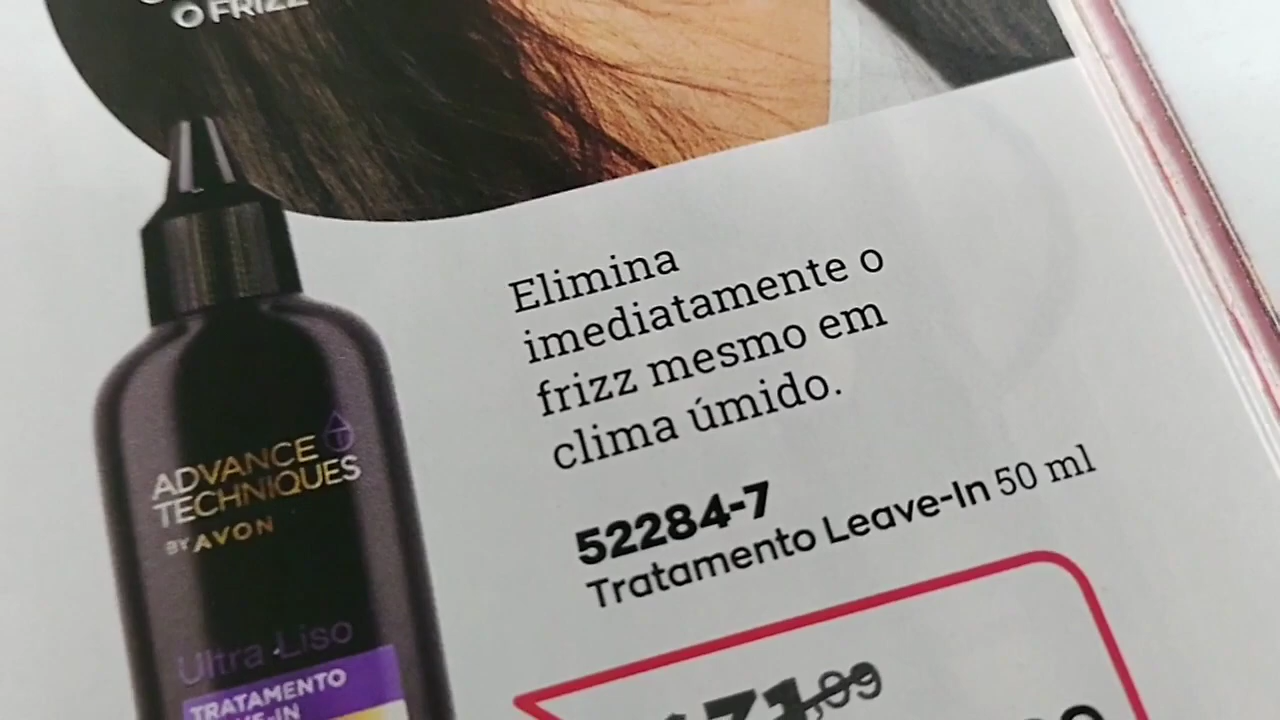 O FRIZZ
Elimina
imediatamente o
frizz mesmo em
clima úmido.
52284-7
Tratamento Leave-In 50 ml
ADVANCE
TECHNIQUES
BY AVON
Ultra Liso
TRATAMENTO